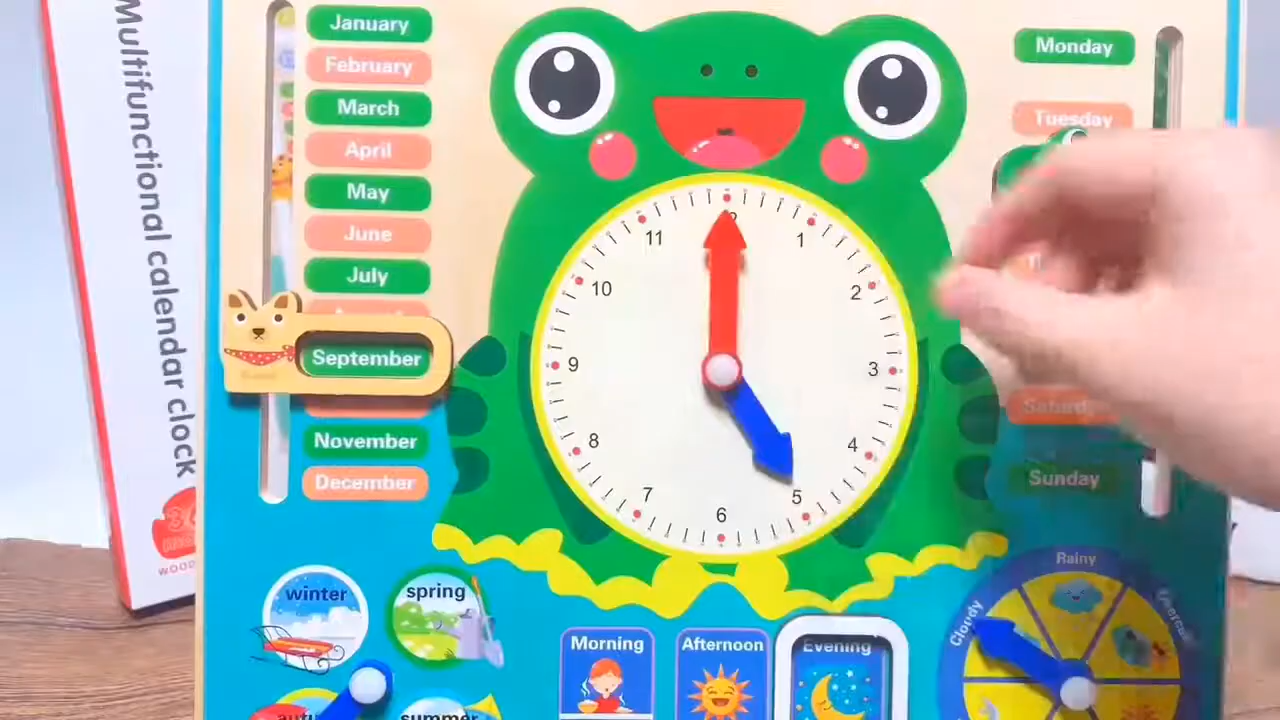 Multifunctional calendar clock
January
February
March
April
May
June
July
September
November
December
Monday
Tuesday
Saturday
Sunday
11
1
10
2
9
3
8
4
7
5
6
winter
spring
summer
Morning
Afternoon
Evening
Rainy
Cloudy